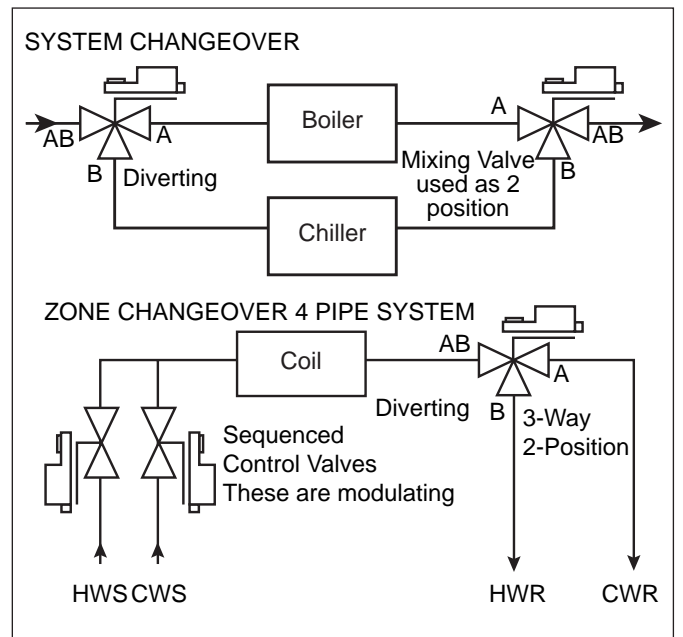 SYSTEM CHANGEOVER
AB
A
B
Diverting
Boiler
Chiller
A
AB
B
Mixing Valve
used as 2
position
ZONE CHANGEOVER 4 PIPE SYSTEM
Coil
AB
A
B
Diverting
3-Way
2-Position
Sequenced
Control Valves
These are modulating
HWS
CWS
HWR
CWR